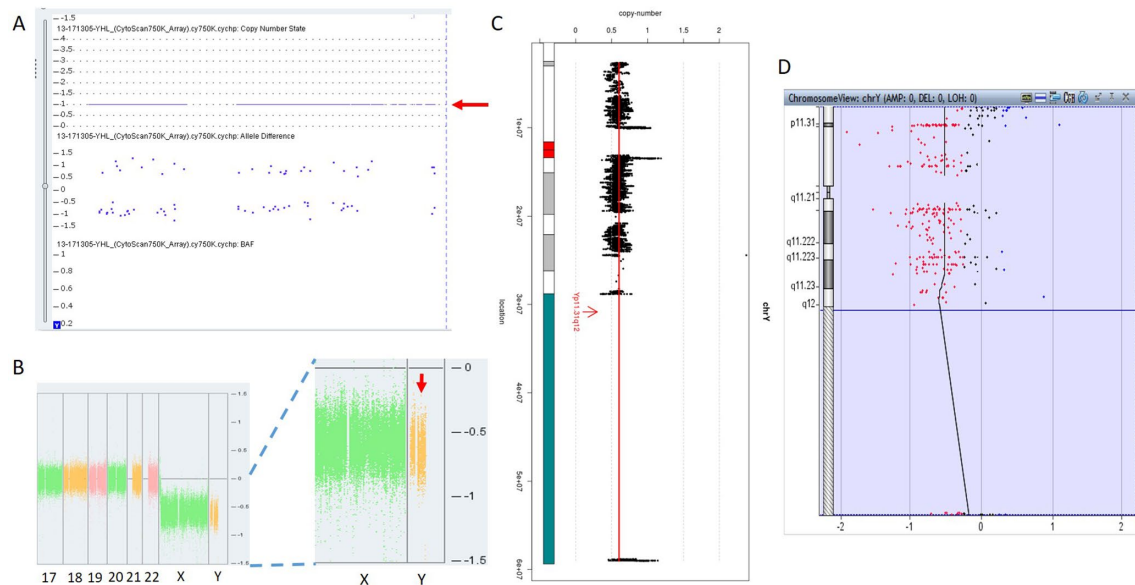 A
-1.5
13-171305-YHL_(CytoScan750K_Array).cy750K.cychp: Copy Number State
4
3.5
3
2.5
2
1.5
1
0.5
0
13-171305-YHL_(CytoScan750K_Array).cy750K.cychp: Allele Difference
1.5
1
0.5
0
-0.5
-1
-1.5
13-171305-YHL_(CytoScan750K_Array).cy750K.cychp: BAF
1
0.8
0.6
0.4
0.2
Y
B
1.5
1
0.5
0
-0.5
-1
-1.5
17 18 19 20 21 22 X Y
0
-0.5
-1
-1.5
X Y
C
copy-number
0 0.5 1 1.5 2
1e+07
2e+07
3e+07
4e+07
5e+07
6e+07
location
Yp11.31q12
D
ChromosomeView: chrY (AMP: 0, DEL: 0, LOH: 0)
p11.31
q11.21
q11.222
q11.223
q11.23
q12
chrY
-2 -1 0 1 2